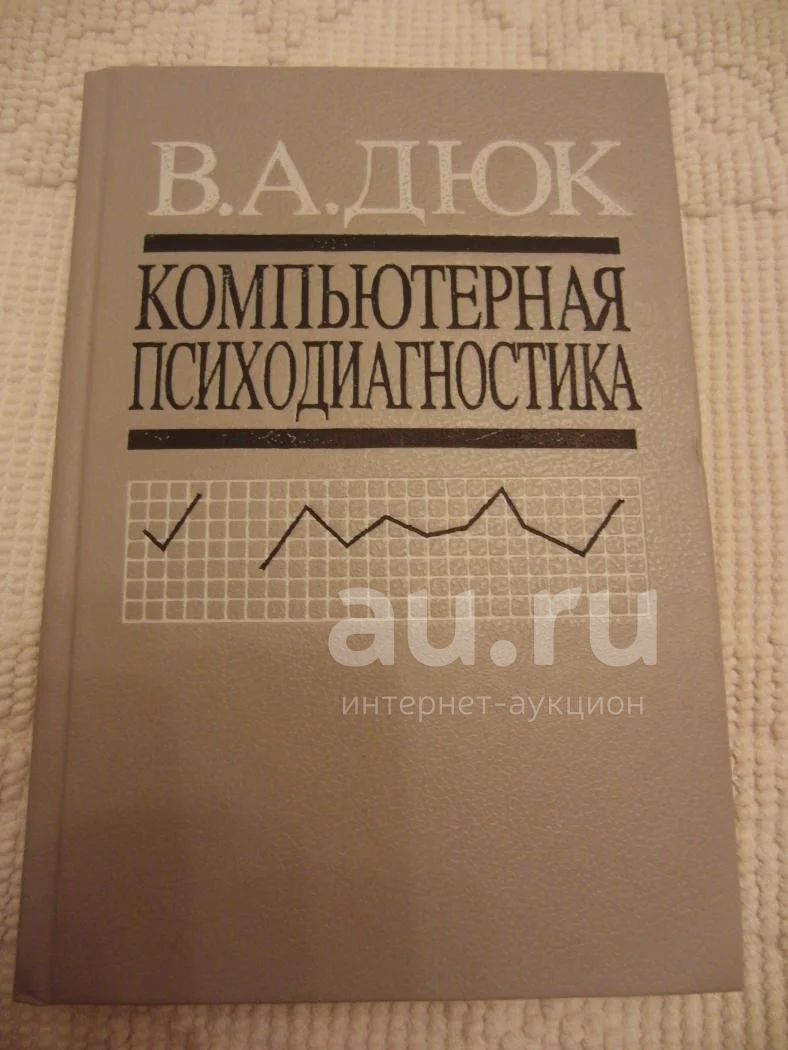 В.А.ДЮК
КОМПЬЮТЕРНАЯ
ПСИХОДИАГНОСТИКА
au.ru
интернет-аукцион